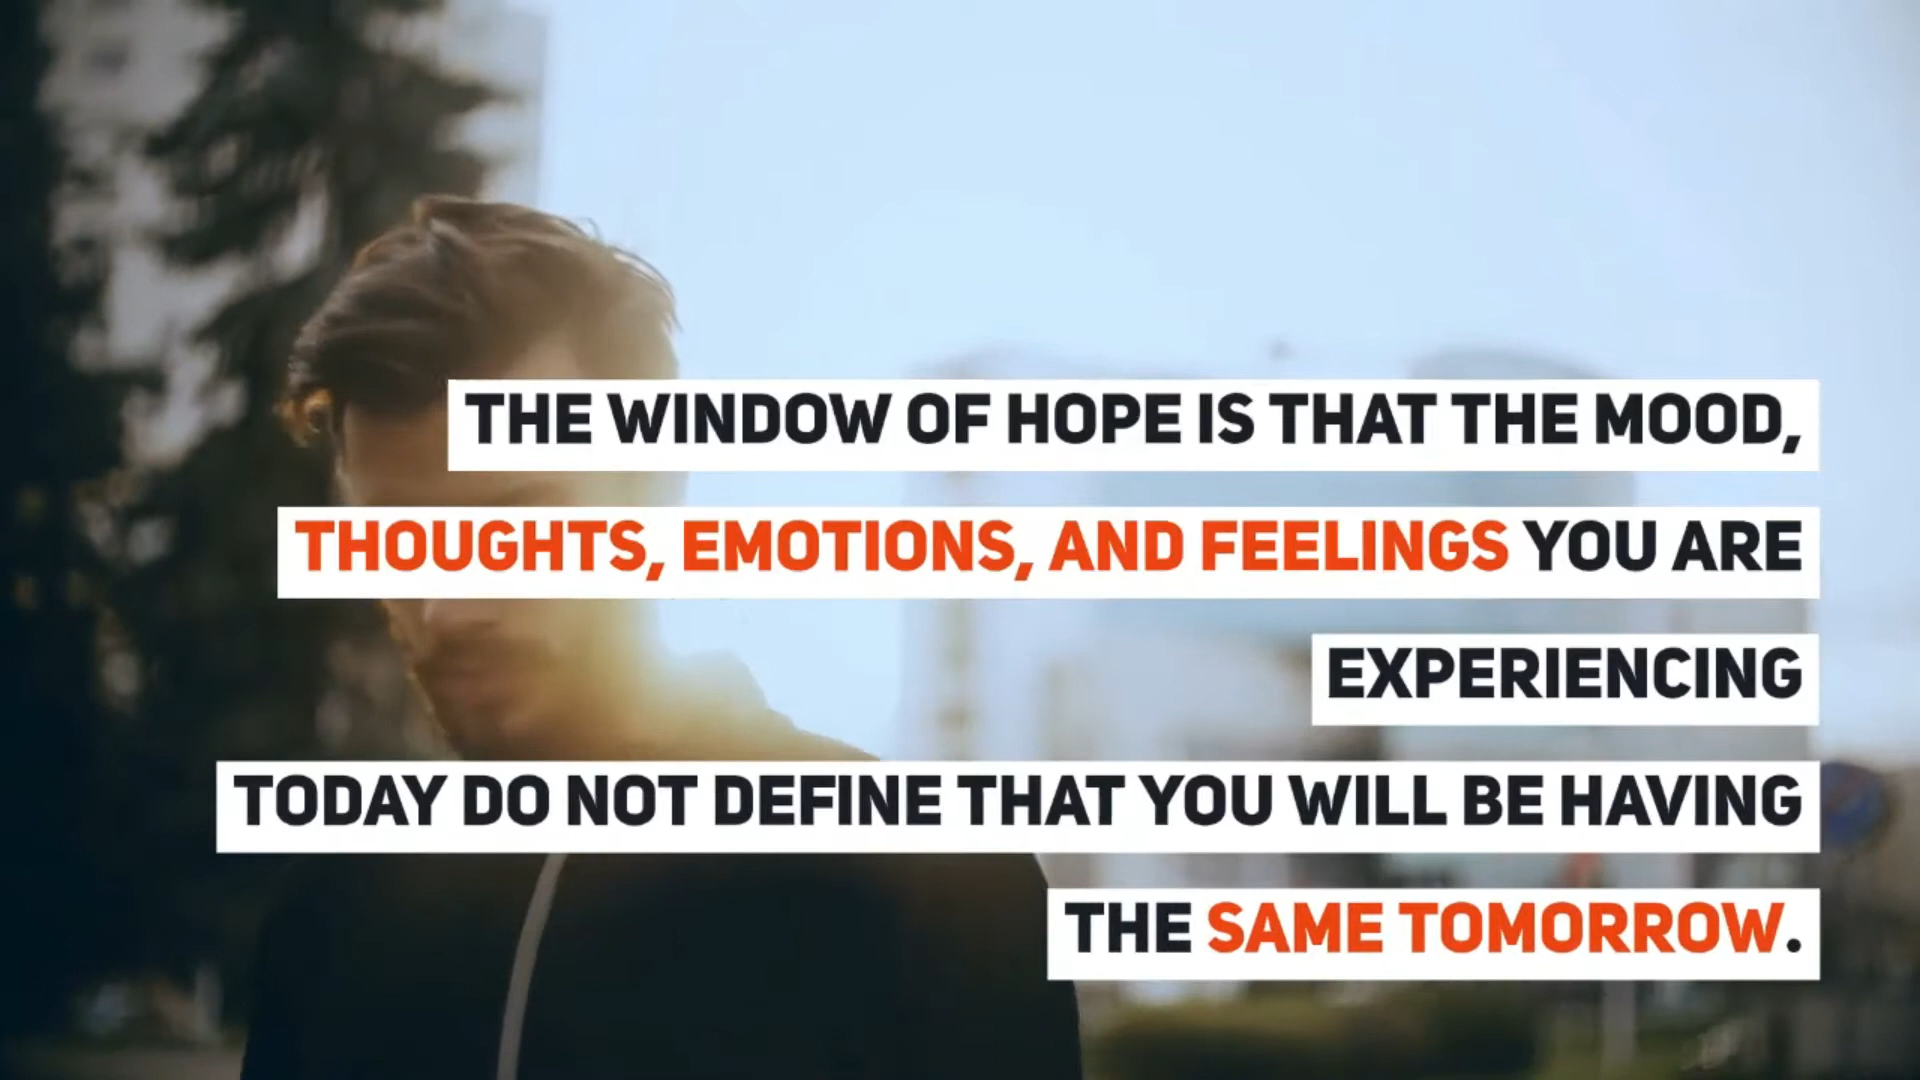 THE WINDOW OF HOPE IS THAT THE MOOD,
THOUGHTS, EMOTIONS, AND FEELINGS YOU ARE
EXPERIENCING
TODAY DO NOT DEFINE THAT YOU WILL BE HAVING
THE SAME TOMORROW.